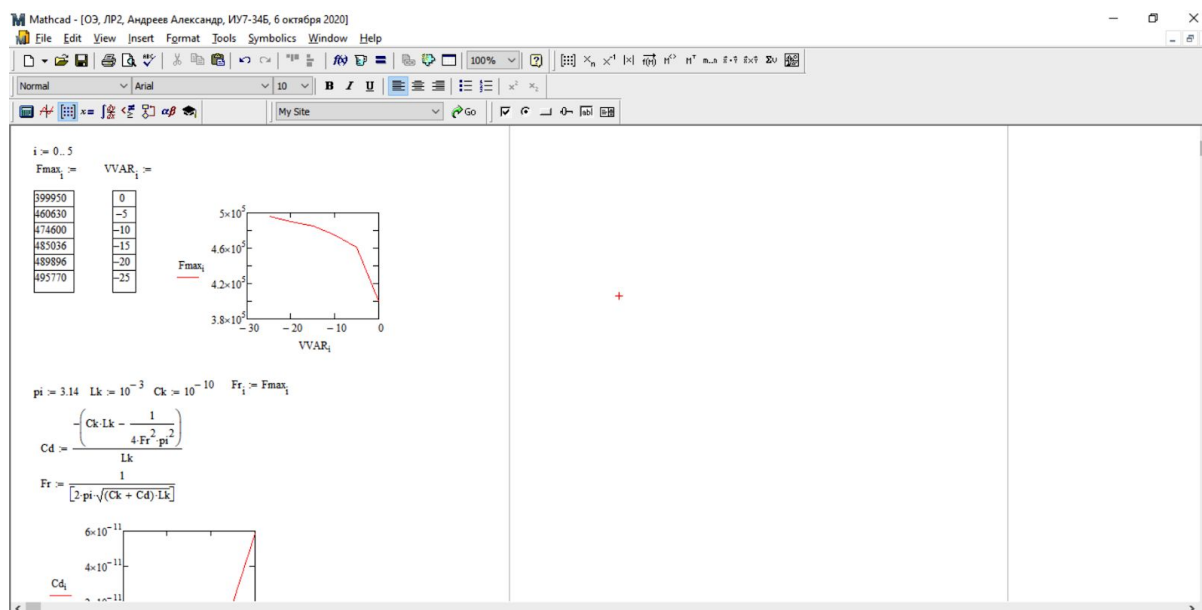 Mathcad - [ОЭ, ЛР2, Андреев Александр, ИУ7-34Б, 6 октября 2020]
File Edit View Insert Format Tools Symbolics Window Help
100%
Normal Arial 10 B I U
My Site Go
i := 0..5
Fmax_i := VVAR_i :=
399950 0
460630 -5
474600 -10
485036 -15
489896 -20
495770 -25
5×10^5
4.6×10^5
Fmax_i
4.2×10^5
3.8×10^5
-30 -20 -10 0
VVAR_i
pi := 3.14 Lk := 10^-3 Ck := 10^-10 Fr_i := Fmax_i
Cd := -(Ck·Lk - 1/(4·Fr^2·pi^2))/Lk
Fr := 1/[2·pi·√((Ck + Cd)·Lk)]
6×10^-11
4×10^-11
Cd_i